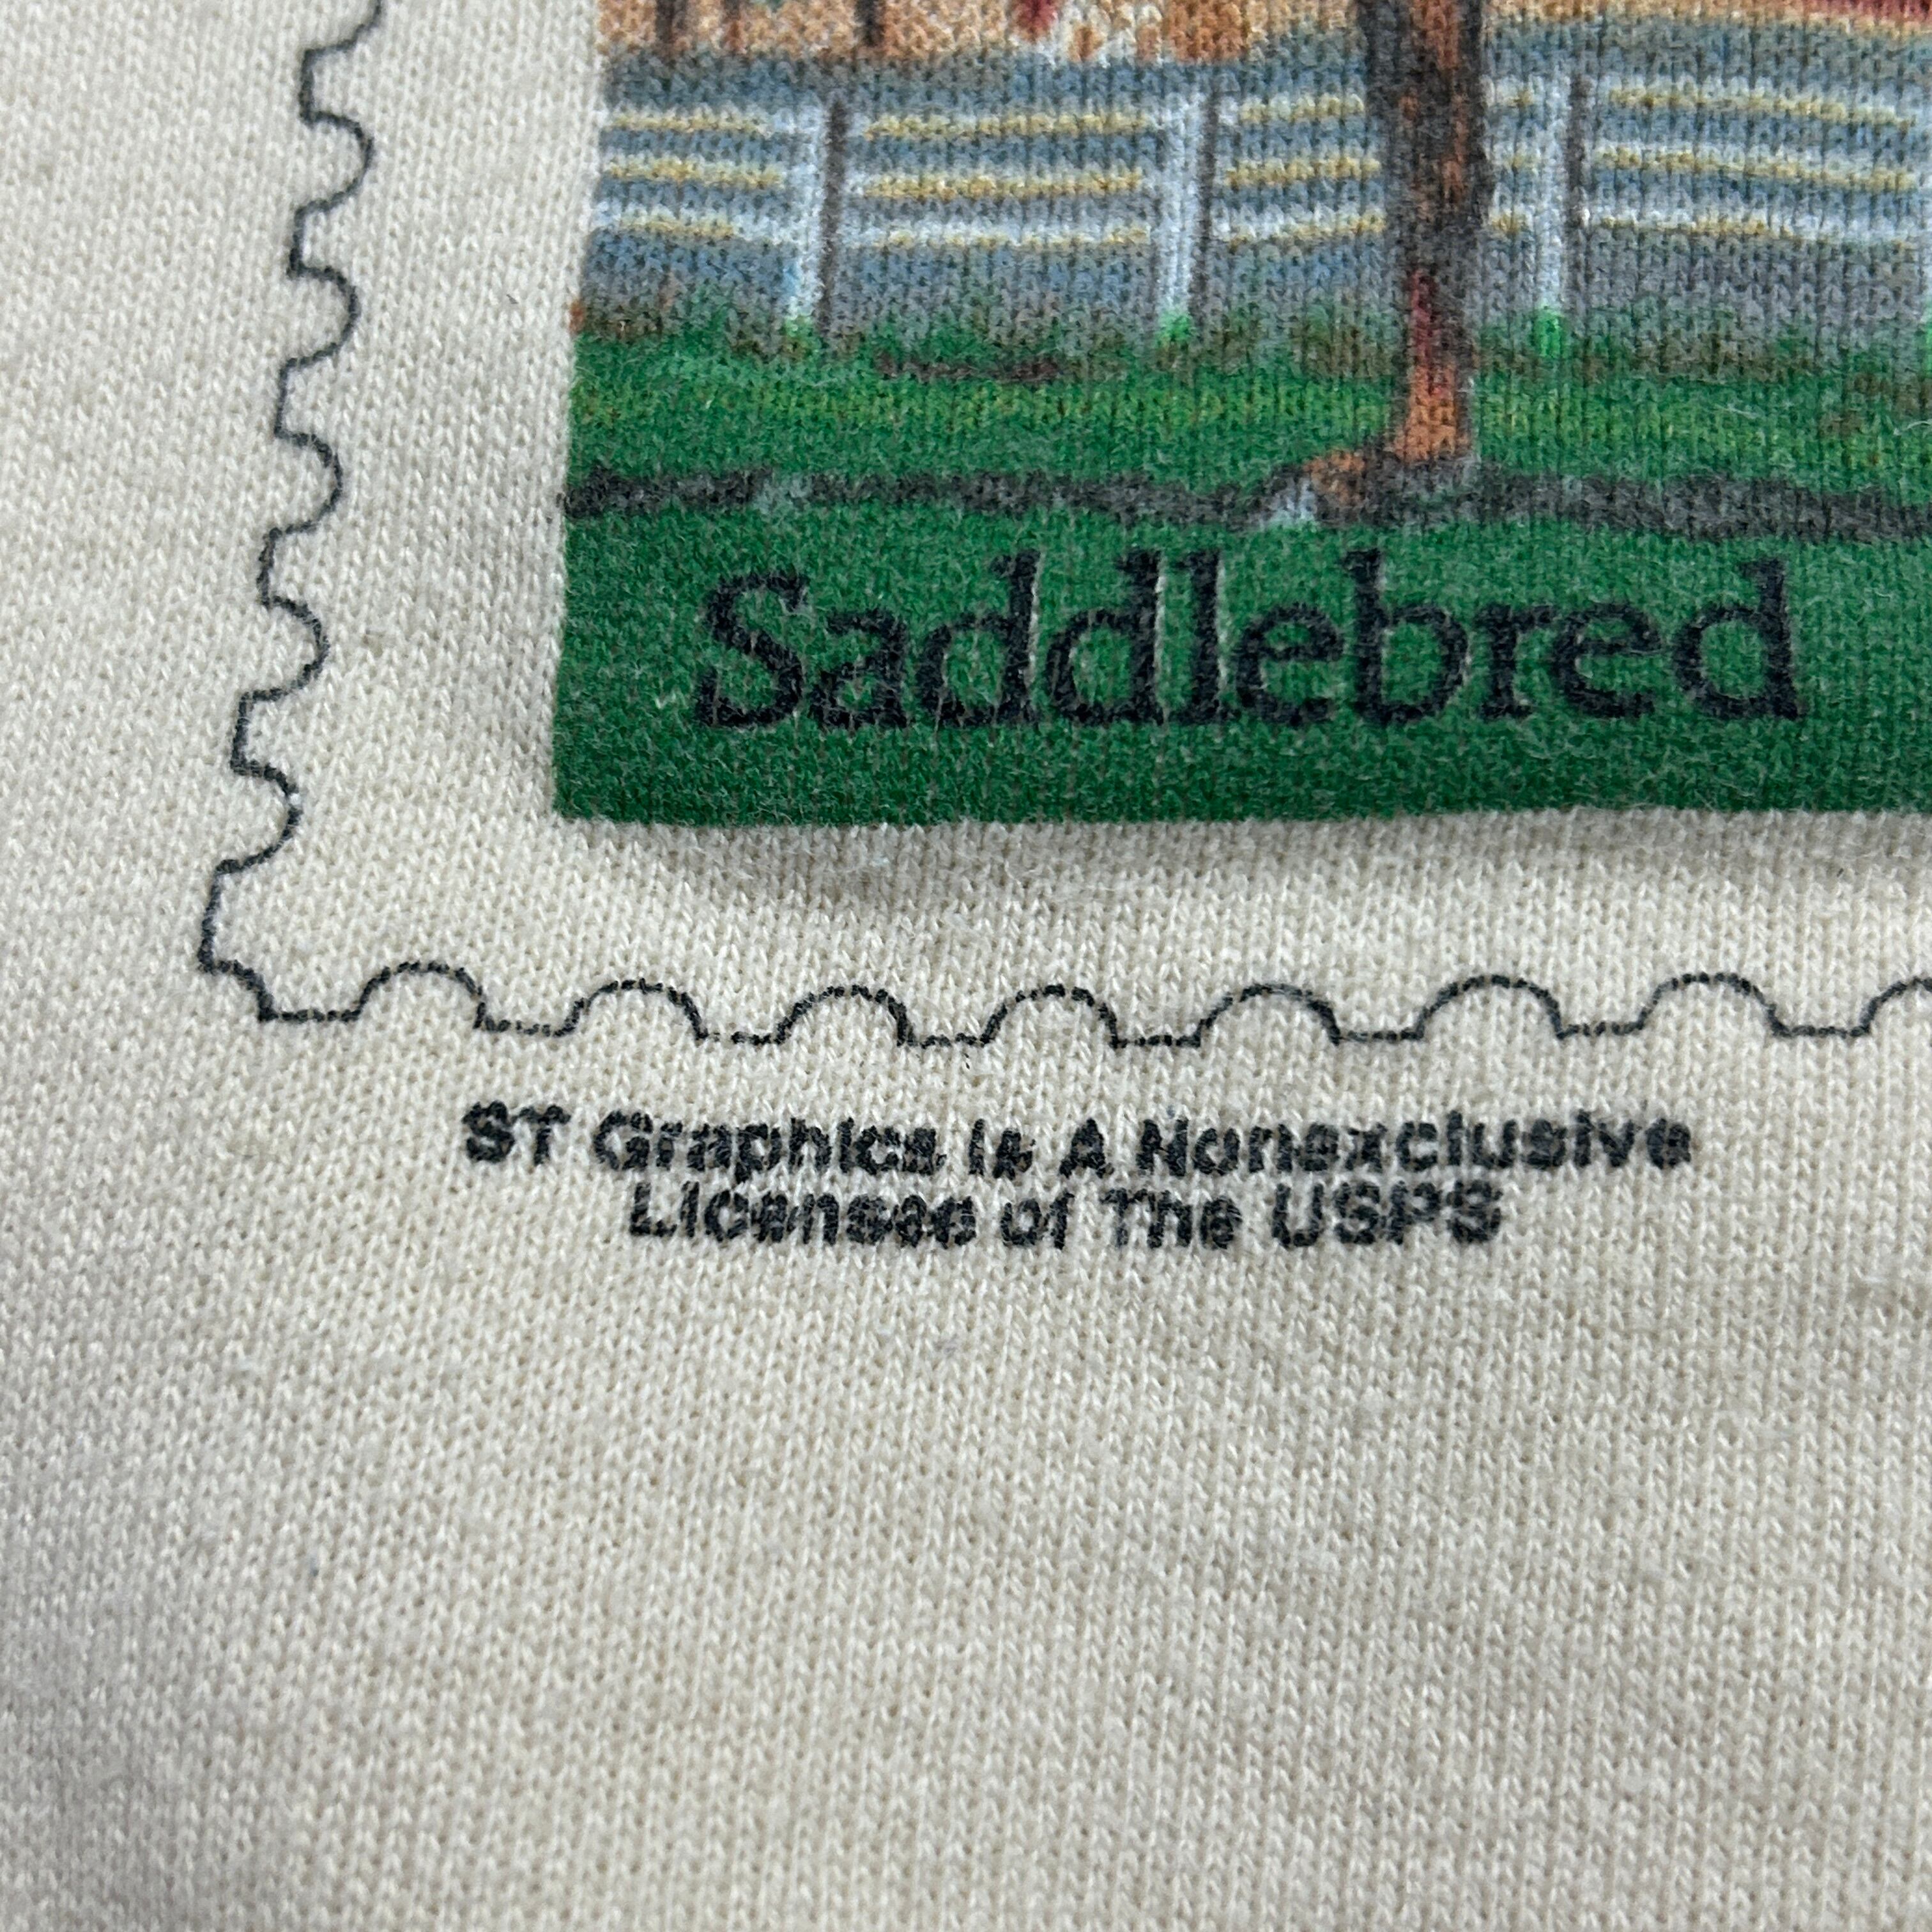 Saddlebred
ST Graphics Is A Nonexclusive
Licensee of The USPS